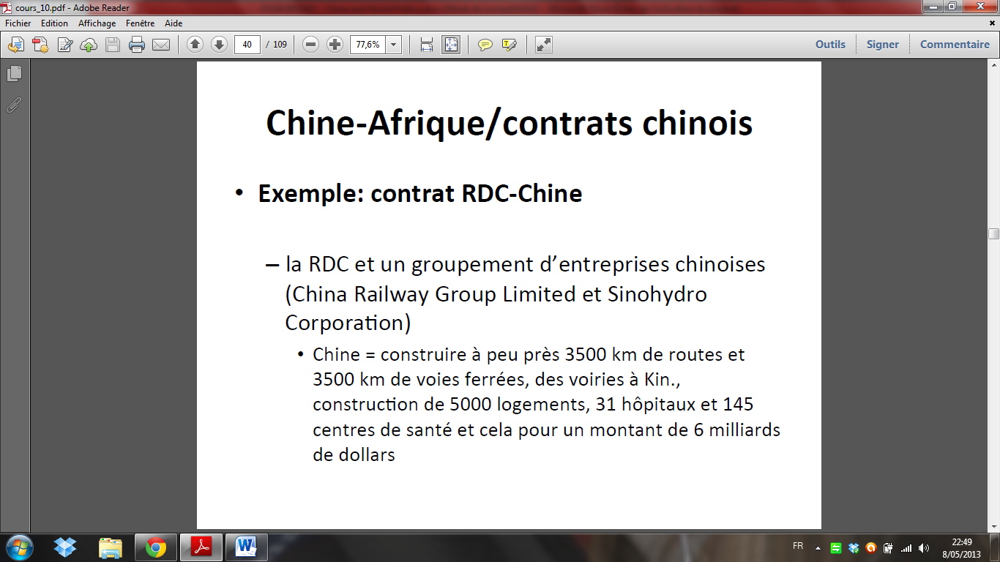 cours_10.pdf - Adobe Reader
Fichier Edition Affichage Fenêtre Aide
40 / 109 77,6% Outils Signer Commentaire
Chine-Afrique/contrats chinois
• Exemple: contrat RDC-Chine
– la RDC et un groupement d’entreprises chinoises
(China Railway Group Limited et Sinohydro
Corporation)
• Chine = construire à peu près 3500 km de routes et
3500 km de voies ferrées, des voiries à Kin.,
construction de 5000 logements, 31 hôpitaux et 145
centres de santé et cela pour un montant de 6 milliards
de dollars
FR 22:49
8/05/2013